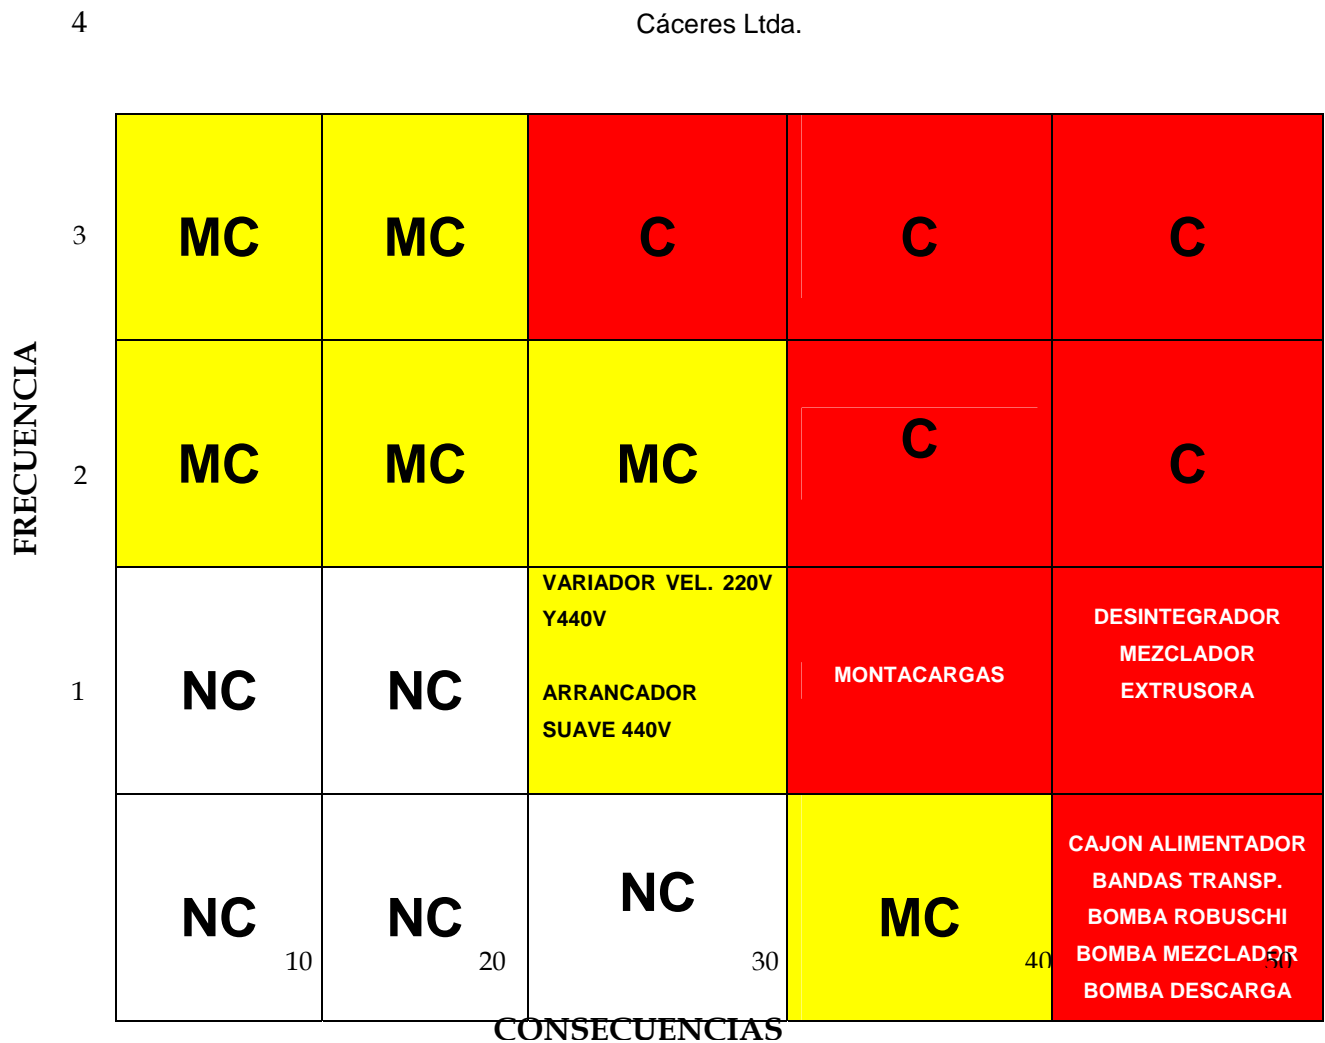 4
Cáceres Ltda.
3
MC
MC
C
C
C
FRECUENCIA
2
MC
MC
MC
C
C
1
NC
NC
VARIADOR VEL. 220V
Y440V
ARRANCADOR
SUAVE 440V
MONTACARGAS
DESINTEGRADOR
MEZCLADOR
EXTRUSORA
NC
NC
NC
MC
CAJON ALIMENTADOR
BANDAS TRANSP.
BOMBA ROBUSCHI
BOMBA MEZCLADOR
BOMBA DESCARGA
10
20
30
40
50
CONSECUENCIAS